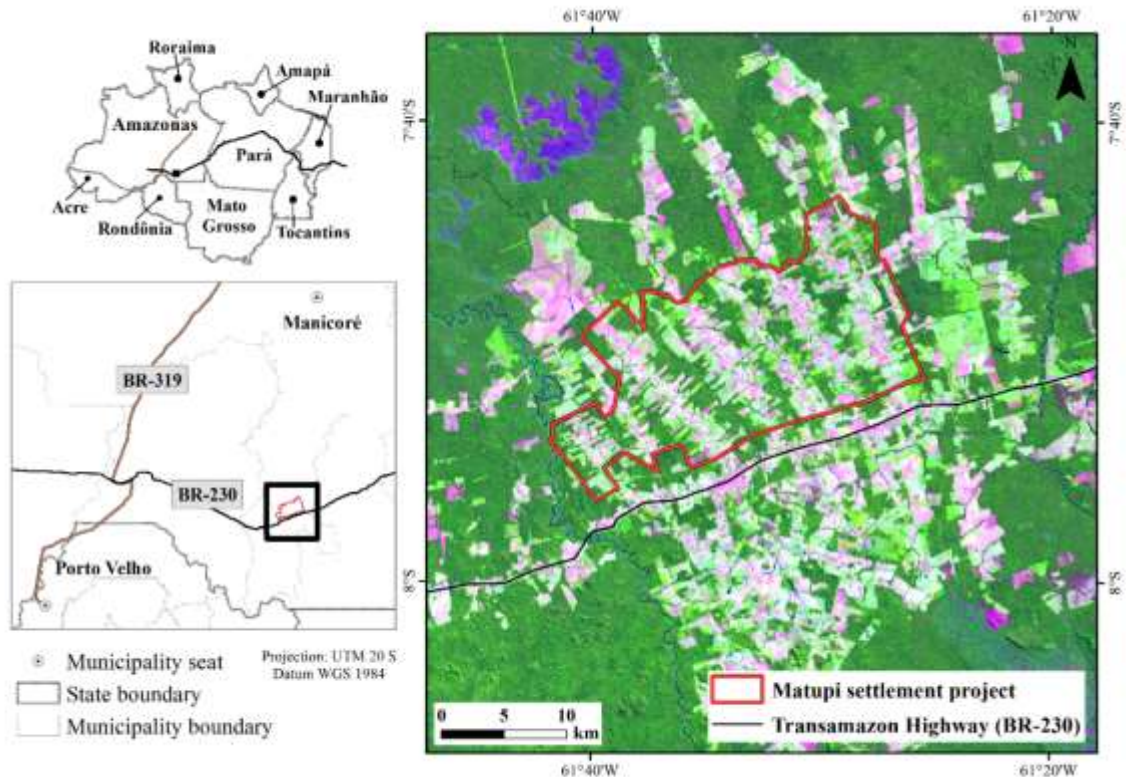 Roraima
Amapá
Maranhão
Amazonas
Pará
Acre
Rondônia
Mato
Grosso
Tocantins
Manicoré
BR-319
BR-230
Porto Velho
Municipality seat
State boundary
Municipality boundary
Projection: UTM 20 S
Datum WGS 1984
61°40'W
61°20'W
7°40'S
7°40'S
N
8°S
8°S
Matupi settlement project
Transamazon Highway (BR-230)
0 5 10
km
61°40'W
61°20'W